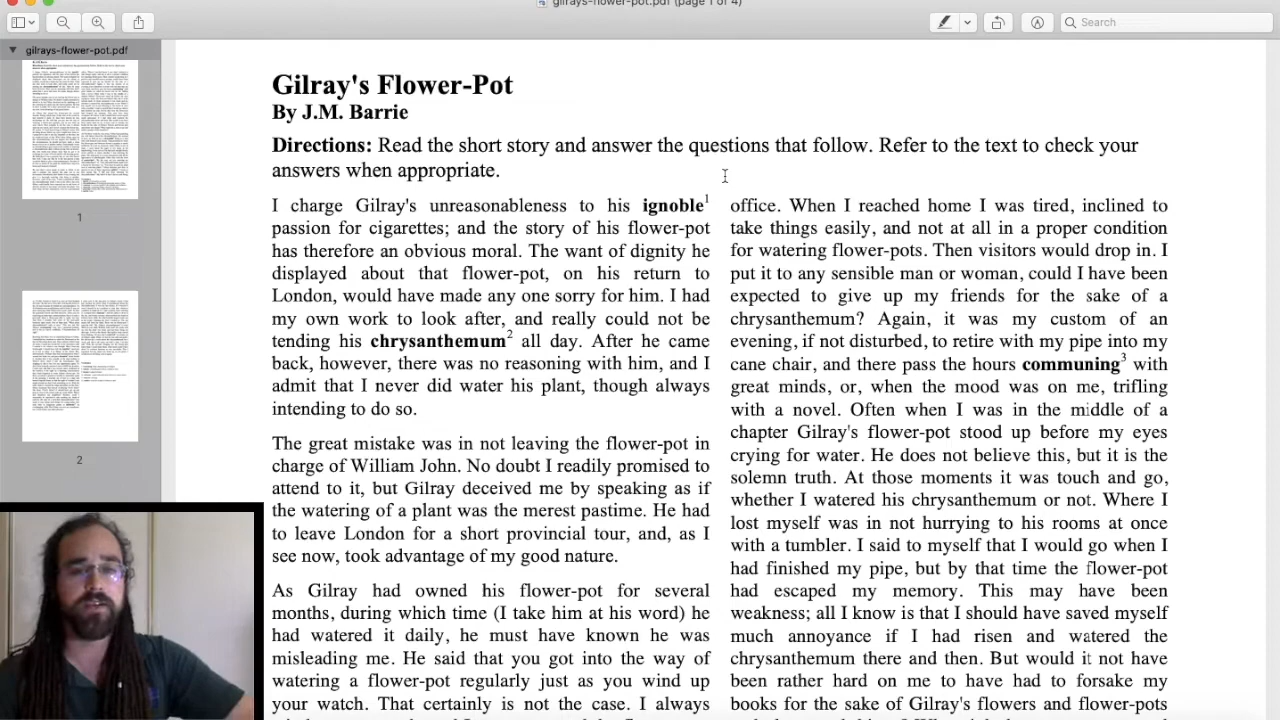 gilrays-flower-pot.pdf (page 1 of 4)
Search
gilrays-flower-pot.pdf
1
2
Gilray's Flower-Pot
By J.M. Barrie
Directions: Read the short story and answer the questions that follow. Refer to the text to check your
answers when appropriate.
I charge Gilray's unreasonableness to his ignoble1
passion for cigarettes; and the story of his flower-pot
has therefore an obvious moral. The want of dignity he
displayed about that flower-pot, on his return to
London, would have made any one sorry for him. I had
my own work to look after, and really could not be
tending his chrysanthemum2 all day. After he came
back, however, there was no reasoning with him, and I
admit that I never did water his plant, though always
intending to do so.
The great mistake was in not leaving the flower-pot in
charge of William John. No doubt I readily promised to
attend to it, but Gilray deceived me by speaking as if
the watering of a plant was the merest pastime. He had
to leave London for a short provincial tour, and, as I
see now, took advantage of my good nature.
As Gilray had owned his flower-pot for several
months, during which time (I take him at his word) he
had watered it daily, he must have known he was
misleading me. He said that you got into the way of
watering a flower-pot regularly just as you wind up
your watch. That certainly is not the case. I always
office. When I reached home I was tired, inclined to
take things easily, and not at all in a proper condition
for watering flower-pots. Then visitors would drop in. I
put it to any sensible man or woman, could I have been
expected to give up my friends for the sake of a
chrysanthemum? Again, it was my custom of an
evening, if not disturbed, to retire with my pipe into my
cane chair, and there pass the hours communing3 with
great minds, or, when the mood was on me, trifling
with a novel. Often when I was in the middle of a
chapter Gilray's flower-pot stood up before my eyes
crying for water. He does not believe this, but it is the
solemn truth. At those moments it was touch and go,
whether I watered his chrysanthemum or not. Where I
lost myself was in not hurrying to his rooms at once
with a tumbler. I said to myself that I would go when I
had finished my pipe, but by that time the flower-pot
had escaped my memory. This may have been
weakness; all I know is that I should have saved myself
much annoyance if I had risen and watered the
chrysanthemum there and then. But would it not have
been rather hard on me to have had to forsake my
books for the sake of Gilray's flowers and flower-pots